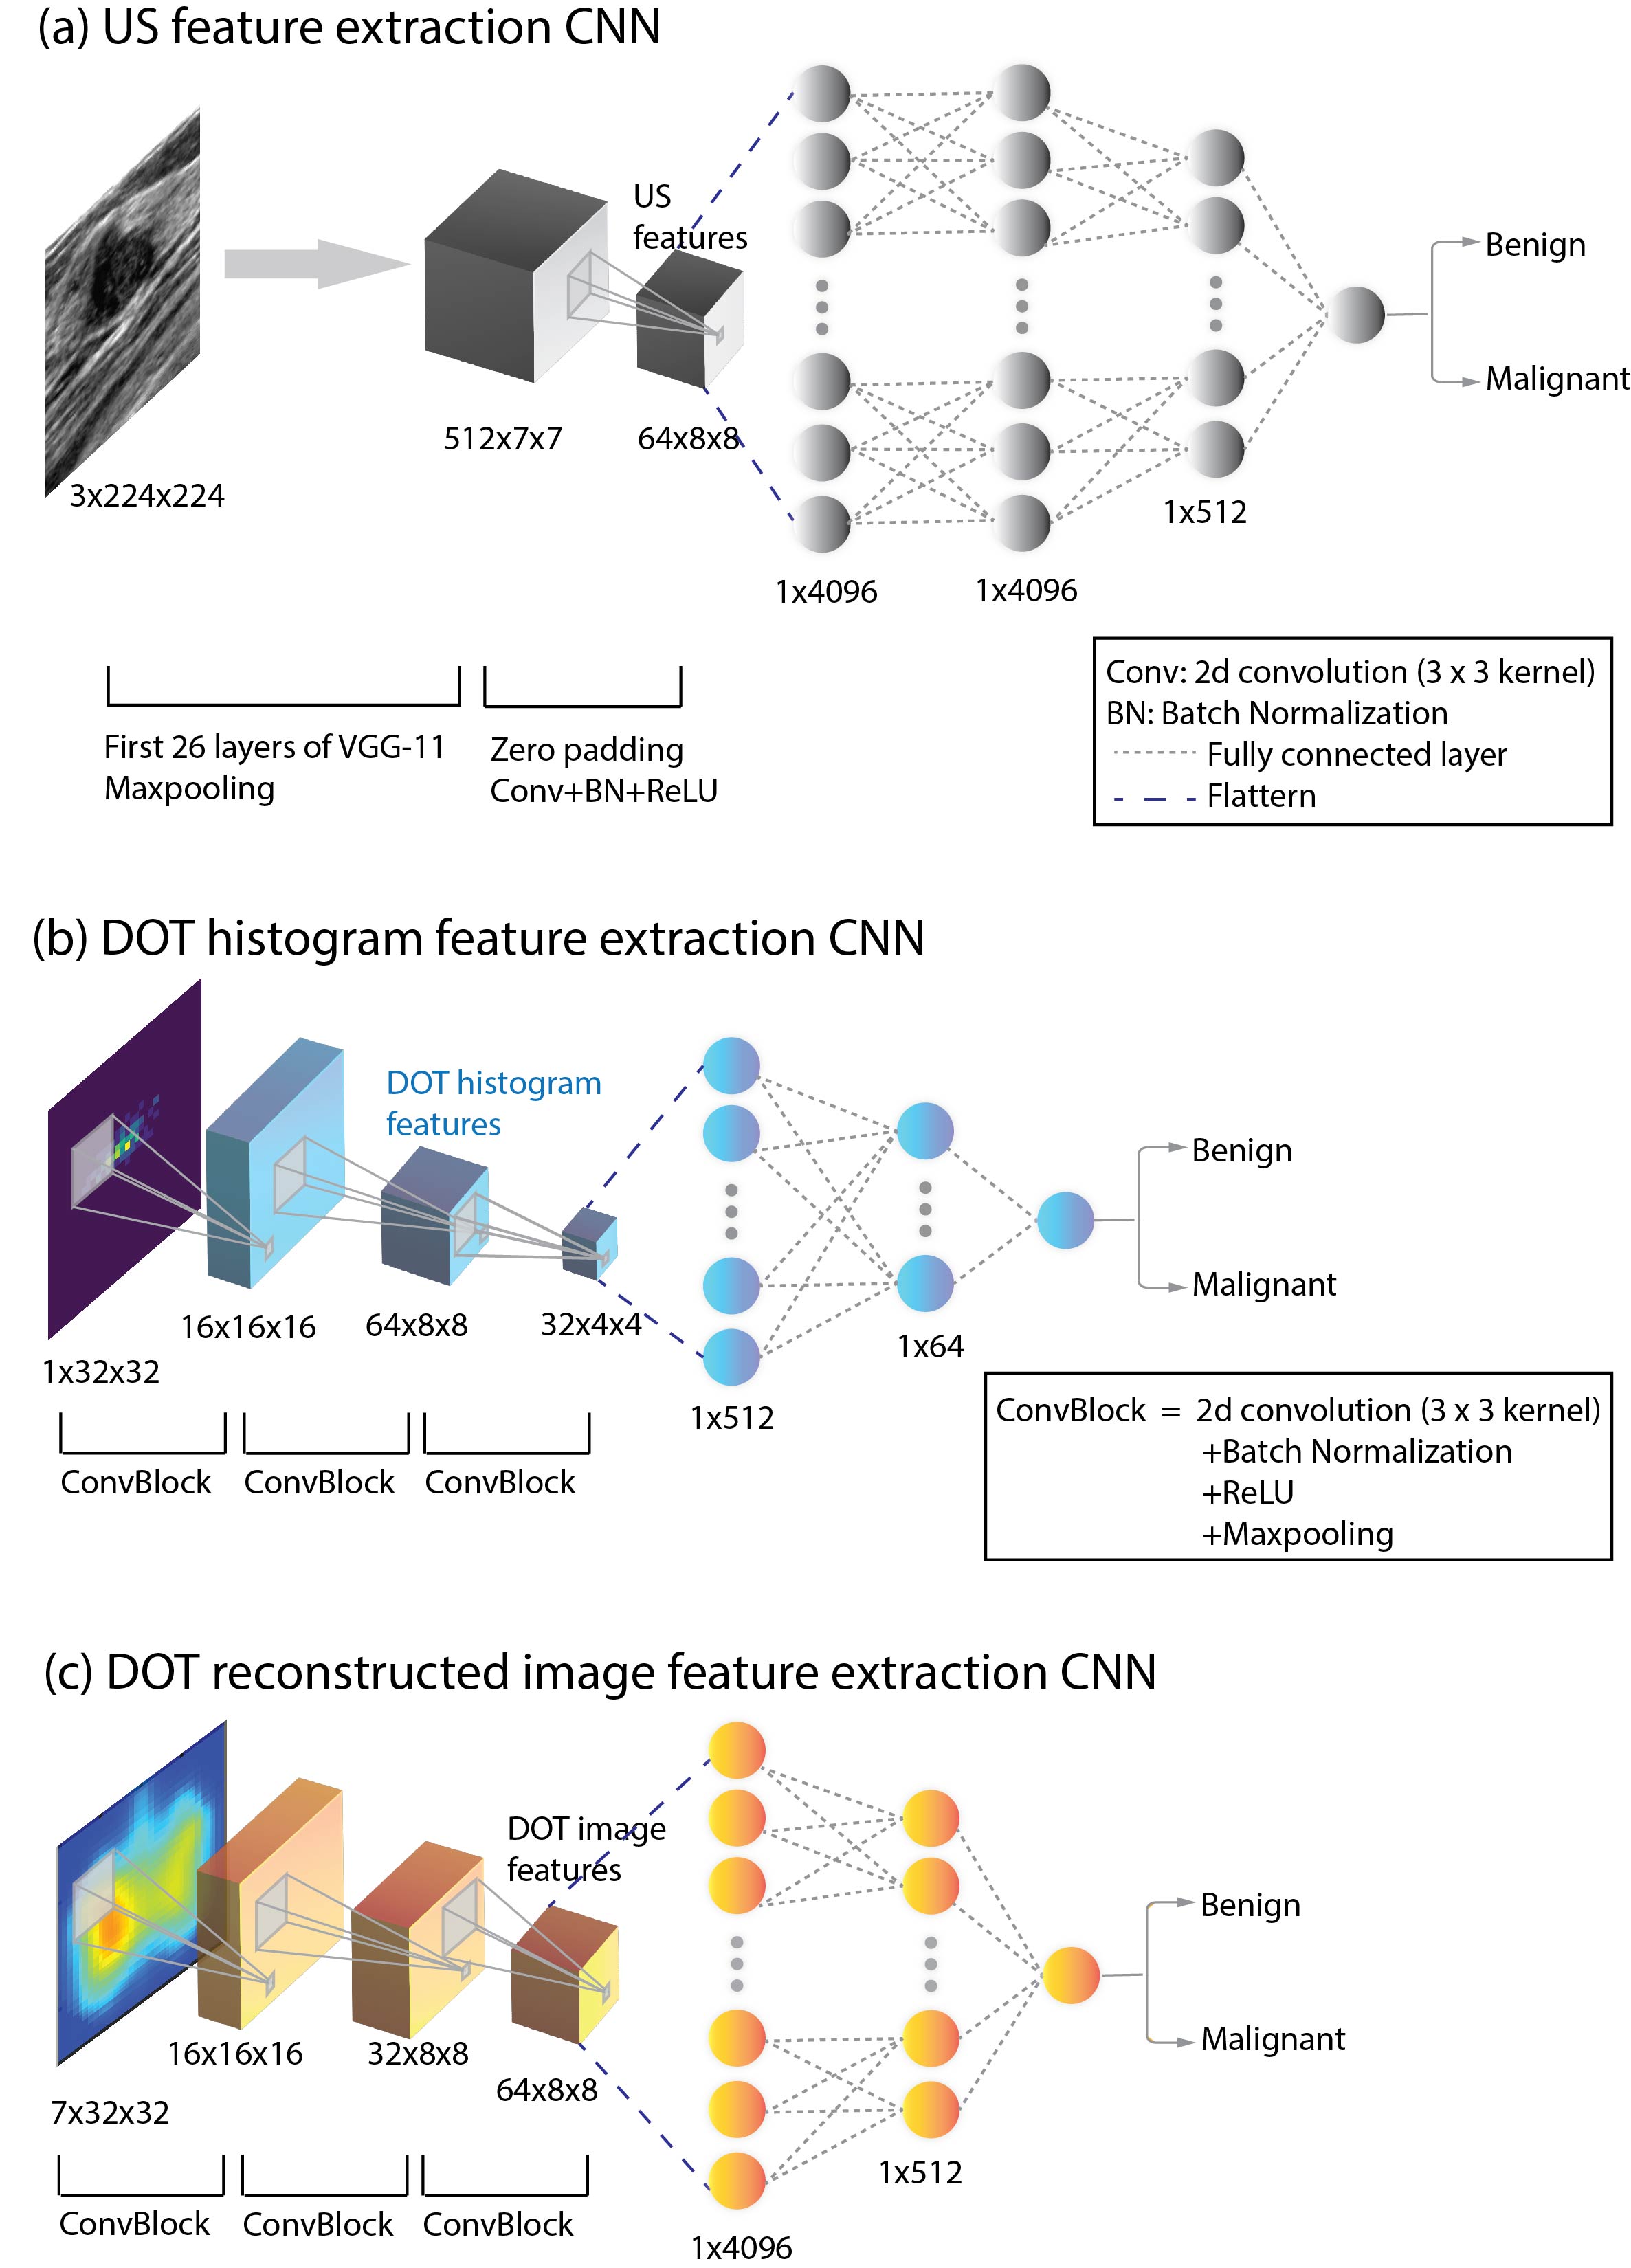 (a) US feature extraction CNN
US
features
Benign
Malignant
512x7x7
64x8x8
3x224x224
1x512
1x4096
1x4096
First 26 layers of VGG-11
Maxpooling
Zero padding
Conv+BN+ReLU
Conv: 2d convolution (3 x 3 kernel)
BN: Batch Normalization
Fully connected layer
Flattern
(b) DOT histogram feature extraction CNN
DOT histogram
features
Benign
Malignant
16x16x16
64x8x8
32x4x4
1x64
1x32x32
1x512
ConvBlock
ConvBlock
ConvBlock
ConvBlock = 2d convolution (3 x 3 kernel)
+Batch Normalization
+ReLU
+Maxpooling
(c) DOT reconstructed image feature extraction CNN
DOT image
features
Benign
Malignant
16x16x16
32x8x8
64x8x8
7x32x32
1x512
ConvBlock
ConvBlock
ConvBlock
1x4096